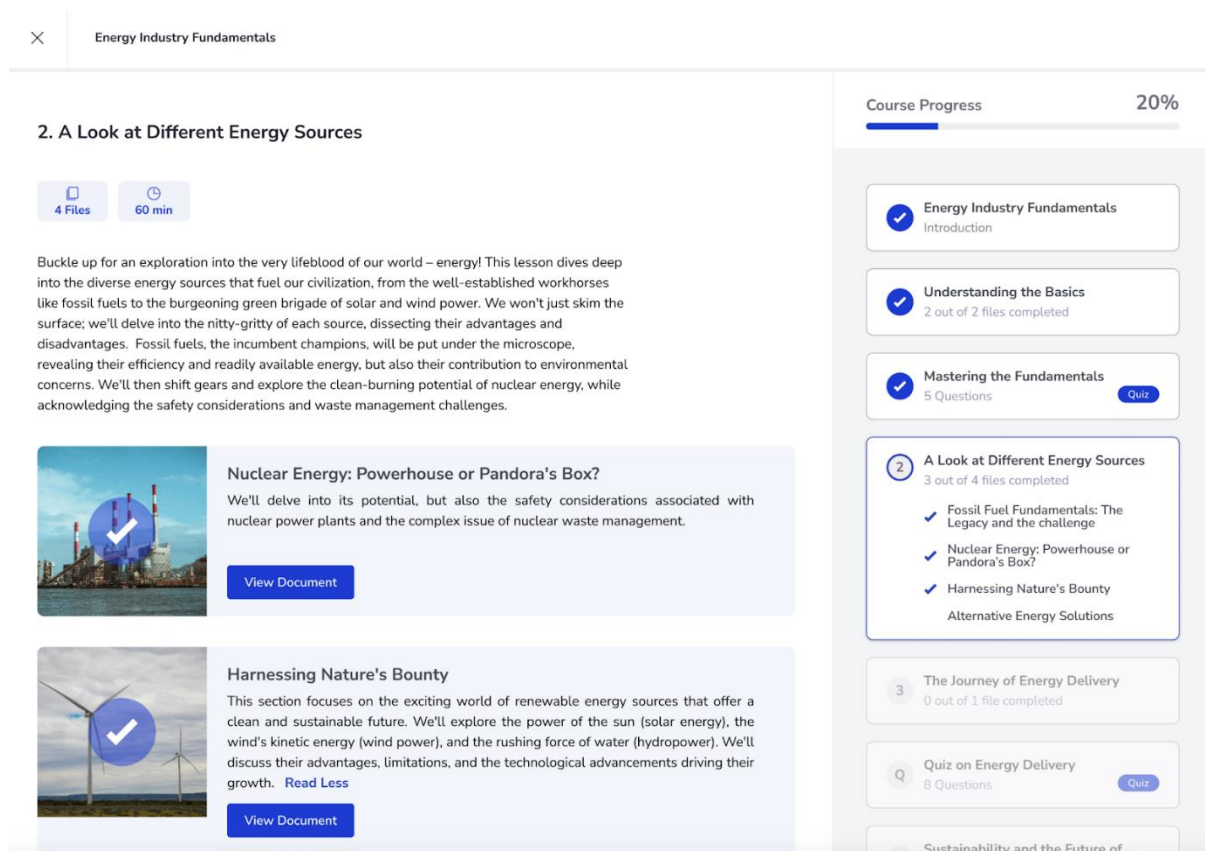 Energy Industry Fundamentals
2. A Look at Different Energy Sources
4 Files
60 min
Buckle up for an exploration into the very lifeblood of our world – energy! This lesson dives deep
into the diverse energy sources that fuel our civilization, from the well-established workhorses
like fossil fuels to the burgeoning green brigade of solar and wind power. We won't just skim the
surface; we'll delve into the nitty-gritty of each source, dissecting their advantages and
disadvantages. Fossil fuels, the incumbent champions, will be put under the microscope,
revealing their efficiency and readily available energy, but also their contribution to environmental
concerns. We'll then shift gears and explore the clean-burning potential of nuclear energy, while
acknowledging the safety considerations and waste management challenges.
Nuclear Energy: Powerhouse or Pandora's Box?
We'll delve into its potential, but also the safety considerations associated with
nuclear power plants and the complex issue of nuclear waste management.
View Document
Harnessing Nature's Bounty
This section focuses on the exciting world of renewable energy sources that offer a
clean and sustainable future. We'll explore the power of the sun (solar energy), the
wind's kinetic energy (wind power), and the rushing force of water (hydropower). We'll
discuss their advantages, limitations, and the technological advancements driving their
growth. Read Less
View Document
Course Progress
20%
Energy Industry Fundamentals
Introduction
Understanding the Basics
2 out of 2 files completed
Mastering the Fundamentals
5 Questions
Quiz
2
A Look at Different Energy Sources
3 out of 4 files completed
Fossil Fuel Fundamentals: The
Legacy and the challenge
Nuclear Energy: Powerhouse or
Pandora's Box?
Harnessing Nature's Bounty
Alternative Energy Solutions
3
The Journey of Energy Delivery
0 out of 1 file completed
Q
Quiz on Energy Delivery
8 Questions
Quiz
Sustainability and the Future of